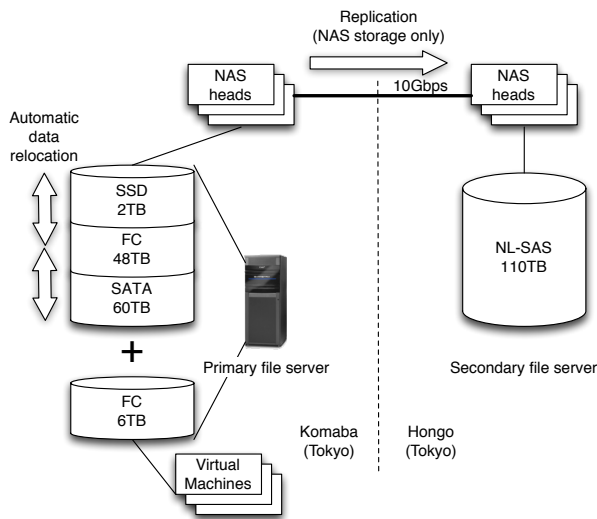 Replication
(NAS storage only)
NAS
heads
10Gbps
NAS
heads
Automatic
data
relocation
SSD
2TB
FC
48TB
SATA
60TB
NL-SAS
110TB
+
Primary file server
Secondary file server
FC
6TB
Komaba
(Tokyo)
Hongo
(Tokyo)
Virtual
Machines